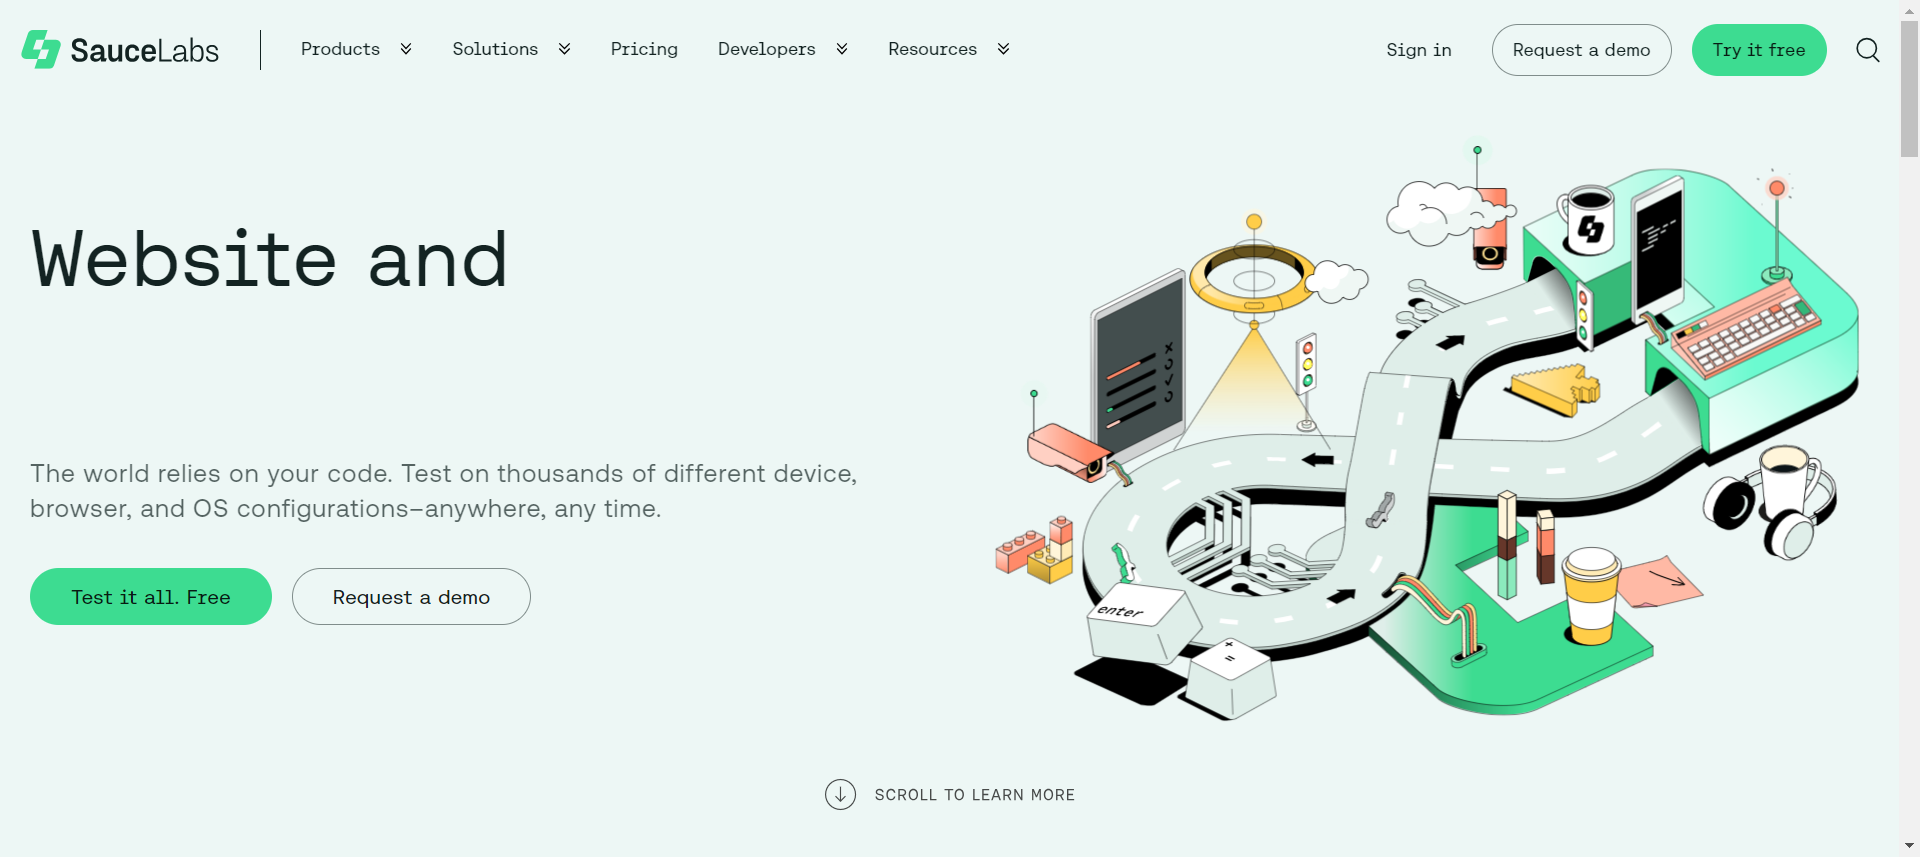 SauceLabs
Products
Solutions
Pricing
Developers
Resources
Sign in
Request a demo
Try it free
Website and
The world relies on your code. Test on thousands of different device,
browser, and OS configurations–anywhere, any time.
Test it all. Free
Request a demo
enter
+
=
SCROLL TO LEARN MORE